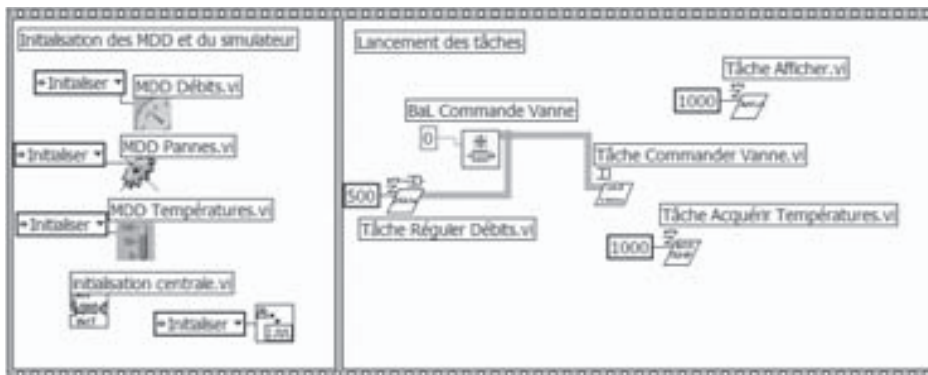 Initialisation des MDD et du simulateur
Initialiser
MDD Débits.vi
Initialiser
MDD Pannes.vi
Initialiser
MDD Températures.vi
initialisation centrale.vi
Initialiser
Lancement des tâches
Tâche Afficher.vi
1000
BaL Commande Vanne
0
Tâche Commander Vanne.vi
500
Tâche Réguler Débits.vi
Tâche Acquérir Températures.vi
1000